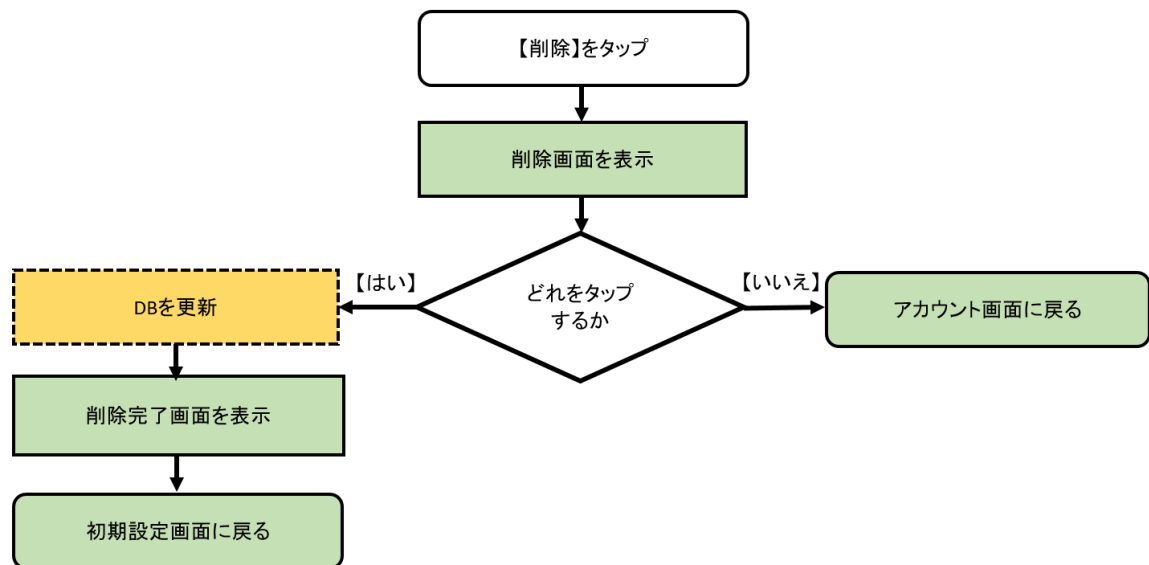 【削除】をタップ
削除画面を表示
どれをタップ
するか
【はい】
【いいえ】
DBを更新
アカウント画面に戻る
削除完了画面を表示
初期設定画面に戻る